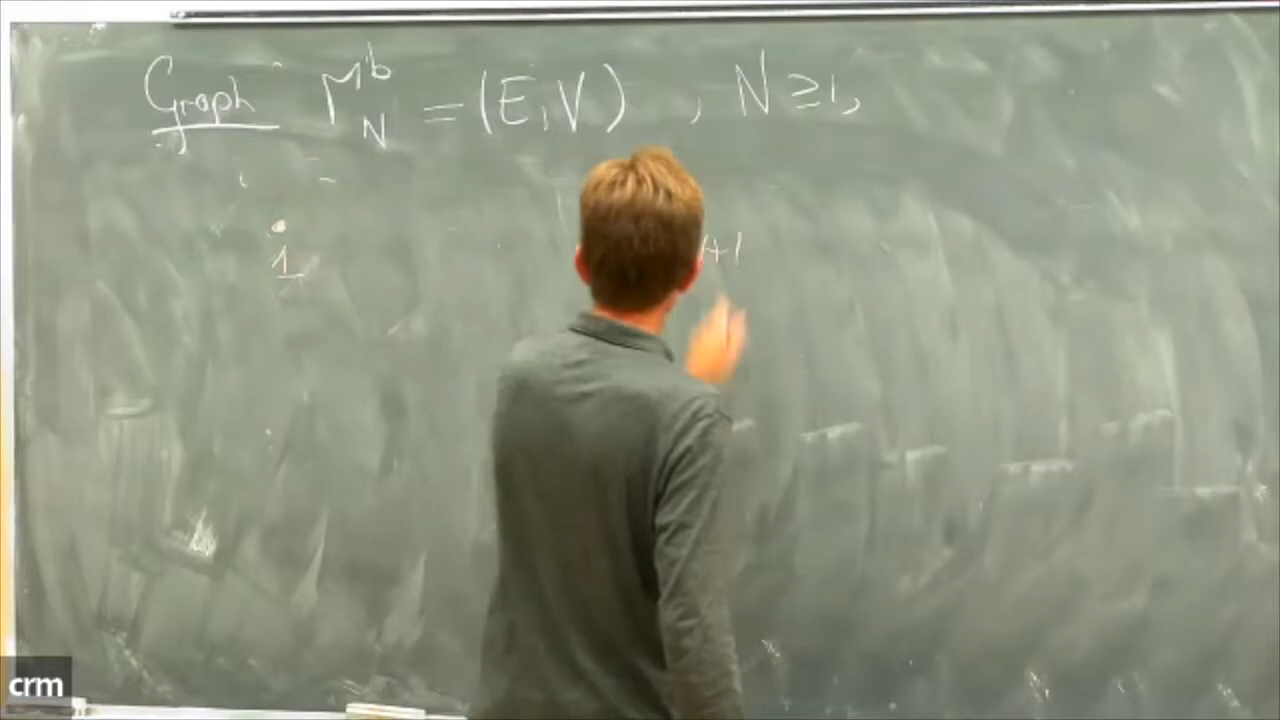 Graph Γ^b_N = (E, V) , N ≥ 1,
1 +1
crm